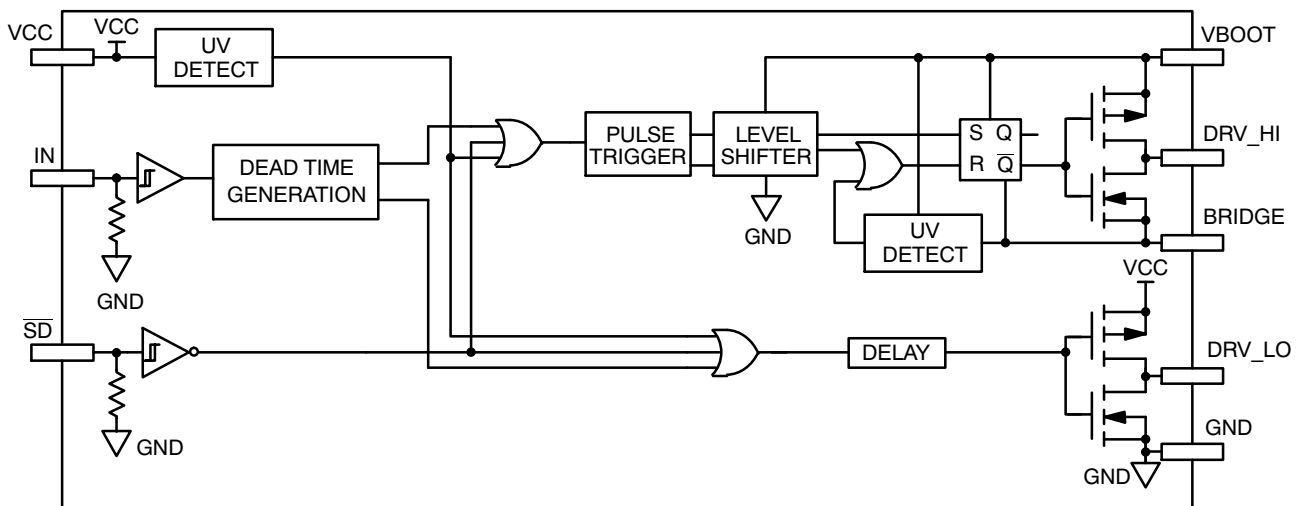 VCC
VCC
UV
DETECT
VBOOT
IN
DEAD TIME
GENERATION
PULSE
TRIGGER
LEVEL
SHIFTER
S Q
R Q̅
DRV_HI
GND
GND
UV
DETECT
BRIDGE
VCC
S̅D̅
GND
DELAY
DRV_LO
GND
GND